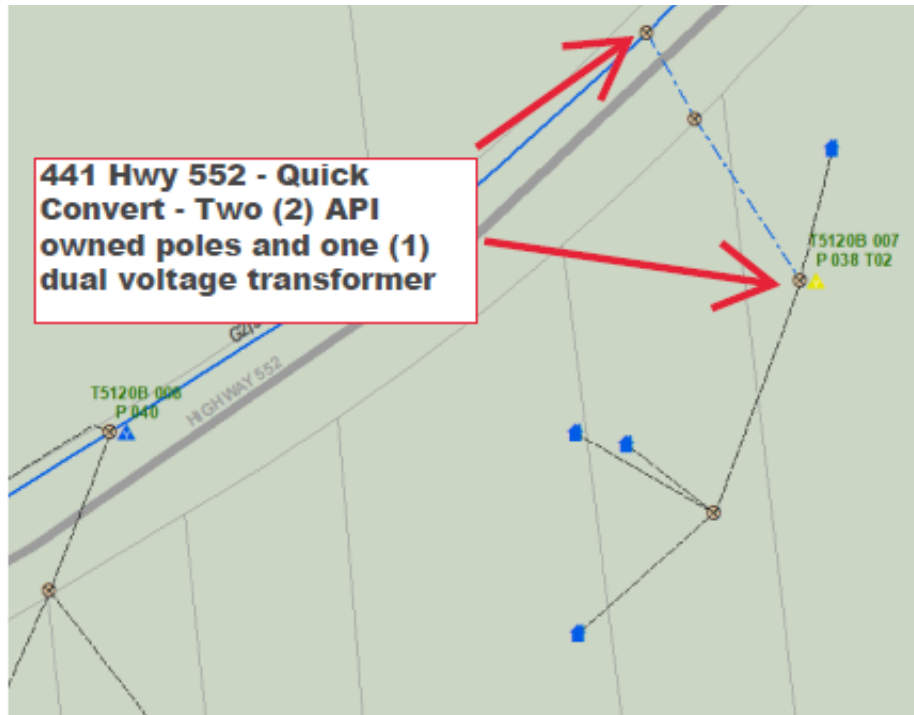 441 Hwy 552 - Quick
Convert - Two (2) API
owned poles and one (1)
dual voltage transformer
T5120B 007
P 038 T02
HIGHWAY 552
T5120B 008
P 040